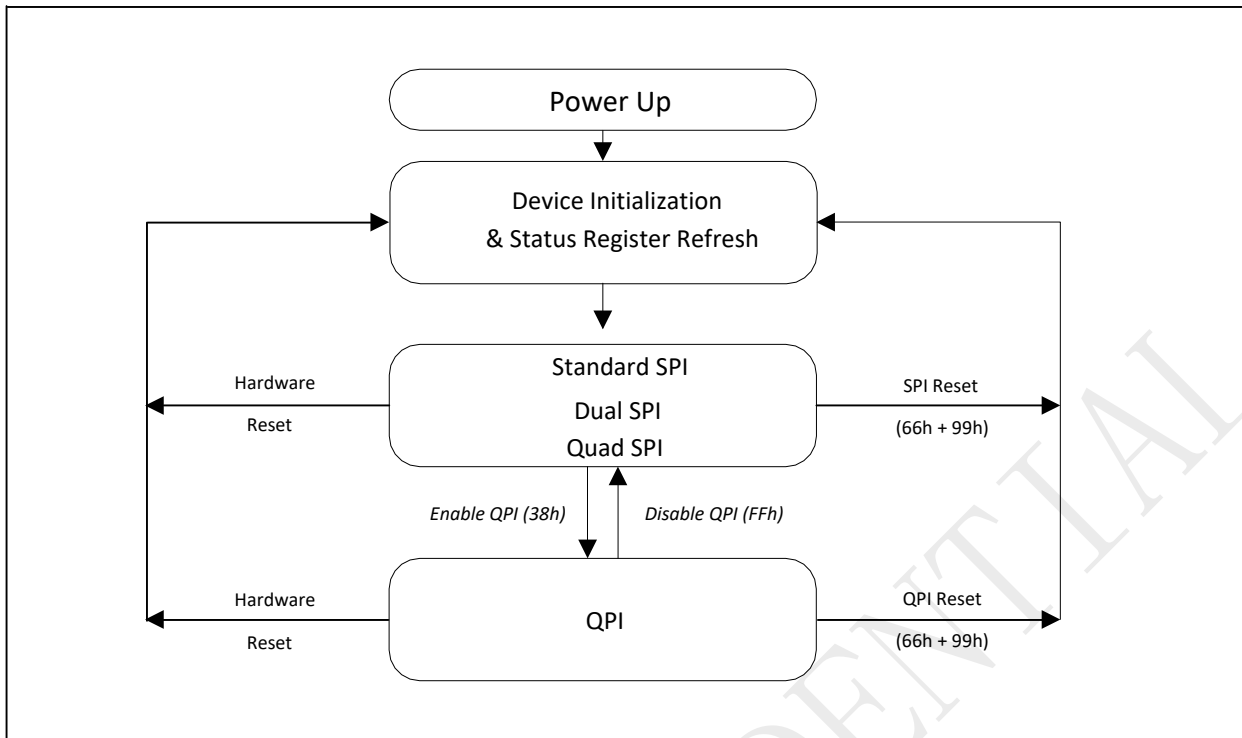 Power Up
Device Initialization
& Status Register Refresh
Standard SPI
Dual SPI
Quad SPI
Hardware
Reset
SPI Reset
(66h + 99h)
Enable QPI (38h)
Disable QPI (FFh)
Hardware
Reset
QPI
QPI Reset
(66h + 99h)